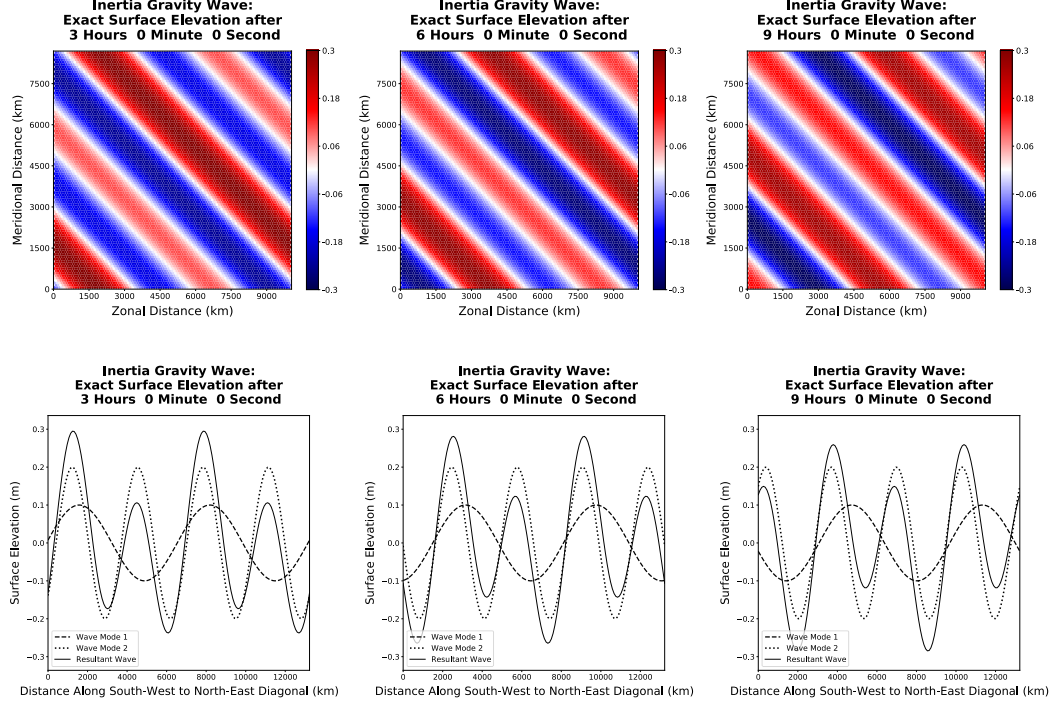 Inertia Gravity Wave:
Exact Surface Elevation after
3 Hours 0 Minute 0 Second
Meridional Distance (km)
7500
6000
4500
3000
1500
0
0 1500 3000 4500 6000 7500 9000
Zonal Distance (km)
0.3
0.18
0.06
−0.06
−0.18
−0.3
Inertia Gravity Wave:
Exact Surface Elevation after
6 Hours 0 Minute 0 Second
Meridional Distance (km)
7500
6000
4500
3000
1500
0
0 1500 3000 4500 6000 7500 9000
Zonal Distance (km)
0.3
0.18
0.06
−0.06
−0.18
−0.3
Inertia Gravity Wave:
Exact Surface Elevation after
9 Hours 0 Minute 0 Second
Meridional Distance (km)
7500
6000
4500
3000
1500
0
0 1500 3000 4500 6000 7500 9000
Zonal Distance (km)
0.3
0.18
0.06
−0.06
−0.18
−0.3
Inertia Gravity Wave:
Exact Surface Elevation after
3 Hours 0 Minute 0 Second
Surface Elevation (m)
0.3
0.2
0.1
0.0
−0.1
−0.2
−0.3
Wave Mode 1
Wave Mode 2
Resultant Wave
0 2000 4000 6000 8000 10000 12000
Distance Along South-West to North-East Diagonal (km)
Inertia Gravity Wave:
Exact Surface Elevation after
6 Hours 0 Minute 0 Second
Surface Elevation (m)
0.3
0.2
0.1
0.0
−0.1
−0.2
−0.3
Wave Mode 1
Wave Mode 2
Resultant Wave
0 2000 4000 6000 8000 10000 12000
Distance Along South-West to North-East Diagonal (km)
Inertia Gravity Wave:
Exact Surface Elevation after
9 Hours 0 Minute 0 Second
Surface Elevation (m)
0.3
0.2
0.1
0.0
−0.1
−0.2
−0.3
Wave Mode 1
Wave Mode 2
Resultant Wave
0 2000 4000 6000 8000 10000 12000
Distance Along South-West to North-East Diagonal (km)